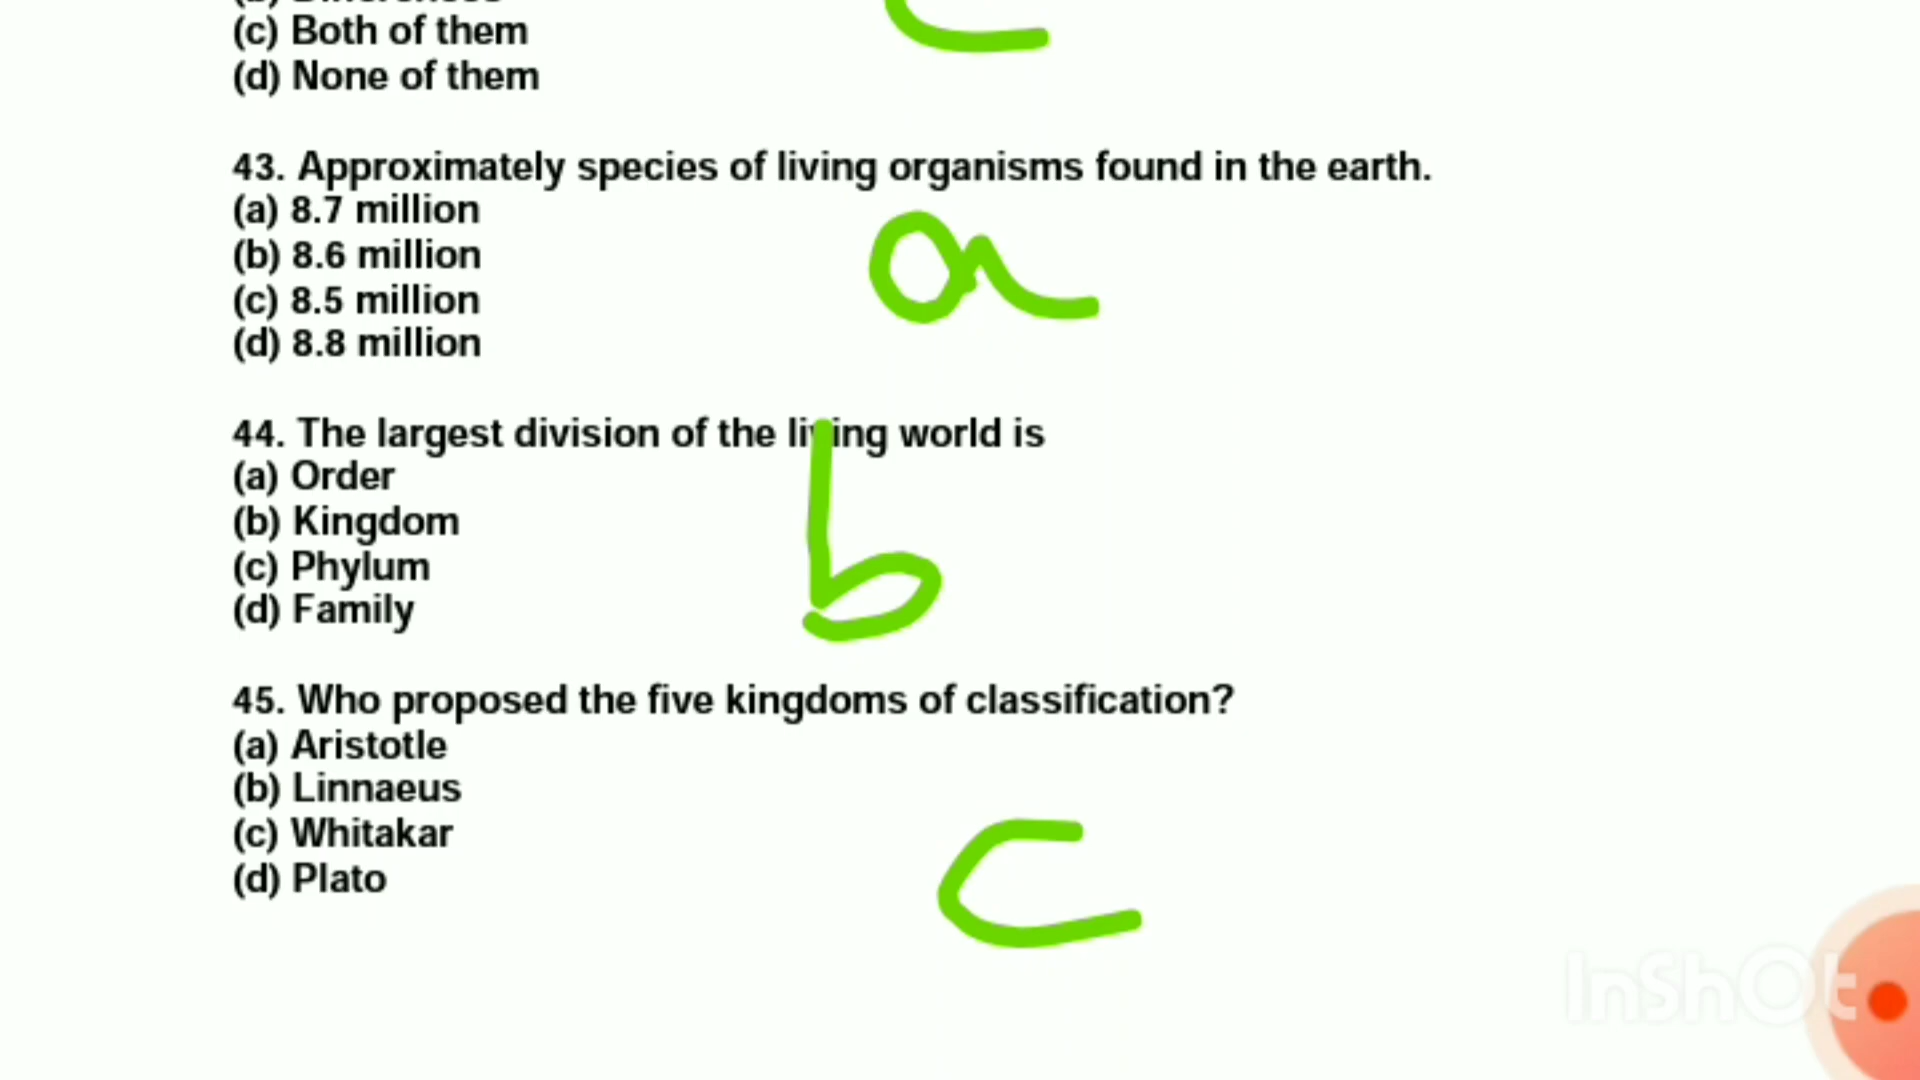 (c) Both of them
(d) None of them
43. Approximately species of living organisms found in the earth.
(a) 8.7 million
a
(b) 8.6 million
(c) 8.5 million
(d) 8.8 million
44. The largest division of the living world is
(a) Order
b
(b) Kingdom
(c) Phylum
(d) Family
45. Who proposed the five kingdoms of classification?
(a) Aristotle
(b) Linnaeus
(c) Whitakar
c
(d) Plato
InShOt